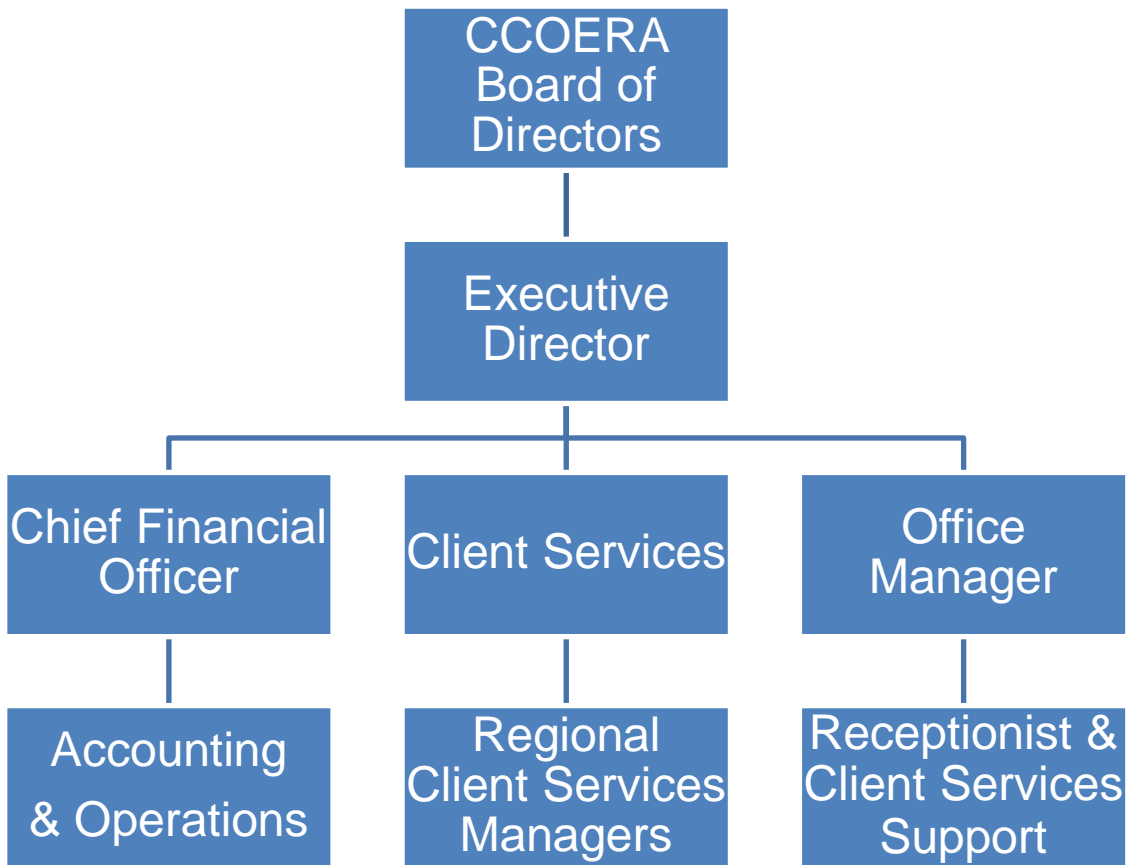 CCOERA
Board of
Directors
Executive
Director
Chief Financial
Officer
Client Services
Office
Manager
Accounting
& Operations
Regional
Client Services
Managers
Receptionist &
Client Services
Support